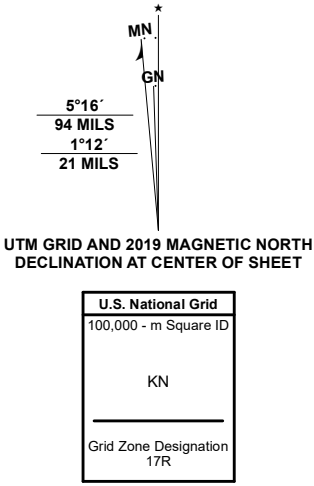 ★
MN
GN
5°16´
94 MILS
1°12´
21 MILS
UTM GRID AND 2019 MAGNETIC NORTH
DECLINATION AT CENTER OF SHEET
U.S. National Grid
100,000 - m Square ID
KN
Grid Zone Designation
17R